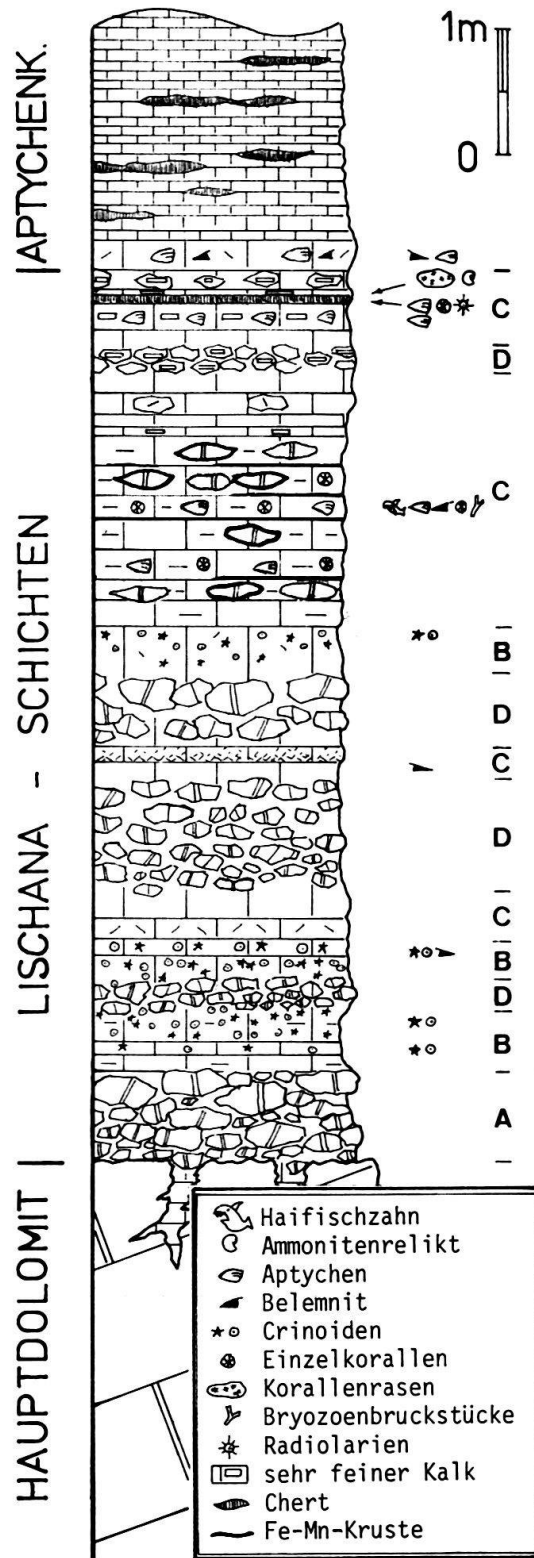 APTYCHENK.
LISCHANA - SCHICHTEN
HAUPTDOLOMIT
1m
0
C
D
C
B
D
C
D
C
B
D
B
A
Haifischzahn
Ammonitenrelikt
Aptychen
Belemnit
Crinoiden
Einzelkorallen
Korallenrasen
Bryozoenbruckstücke
Radiolarien
sehr feiner Kalk
Chert
Fe-Mn-Kruste